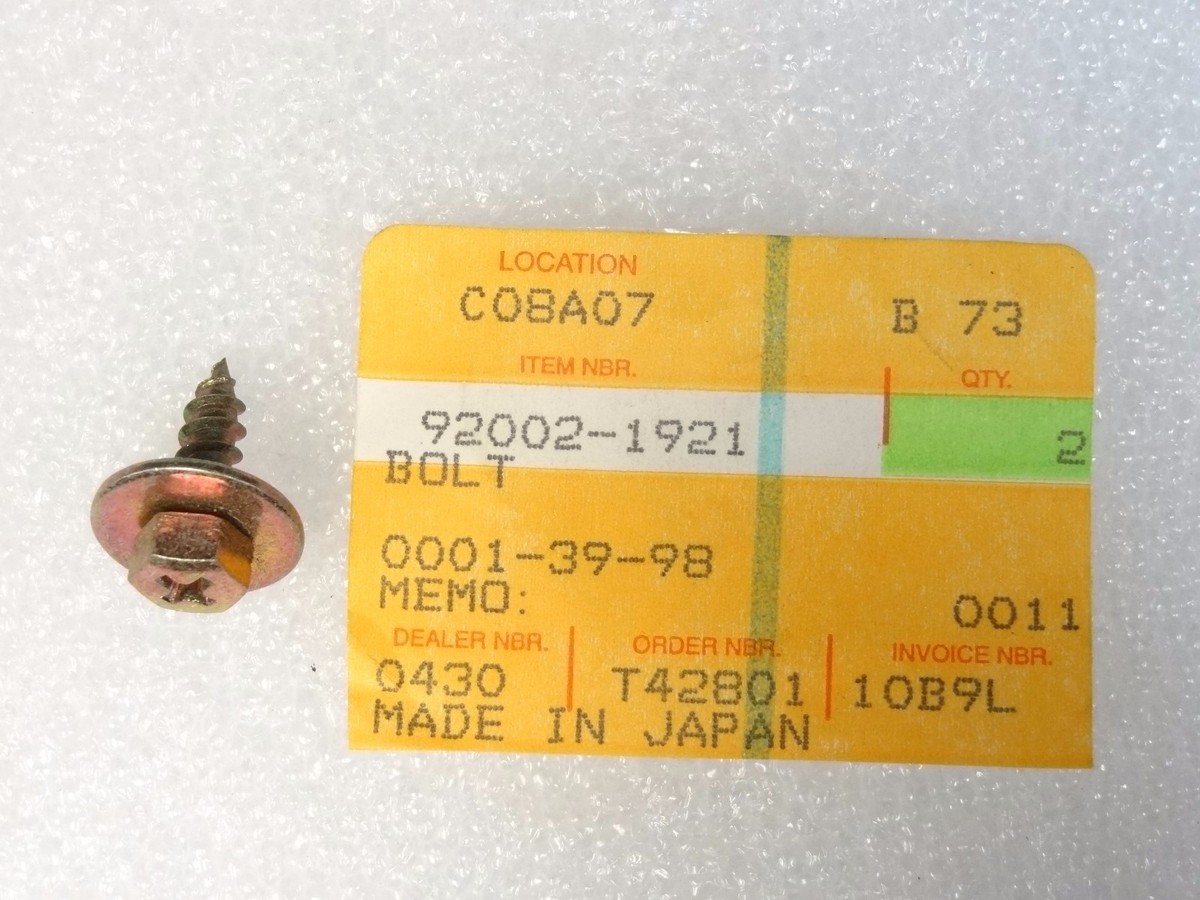 LOCATION
C08A07 B 73
ITEM NBR. QTY.
92002-1921 2
BOLT
0001-39-98
MEMO: 0011
DEALER NBR. ORDER NBR. INVOICE NBR.
0430 T42801 10B9L
MADE IN JAPAN